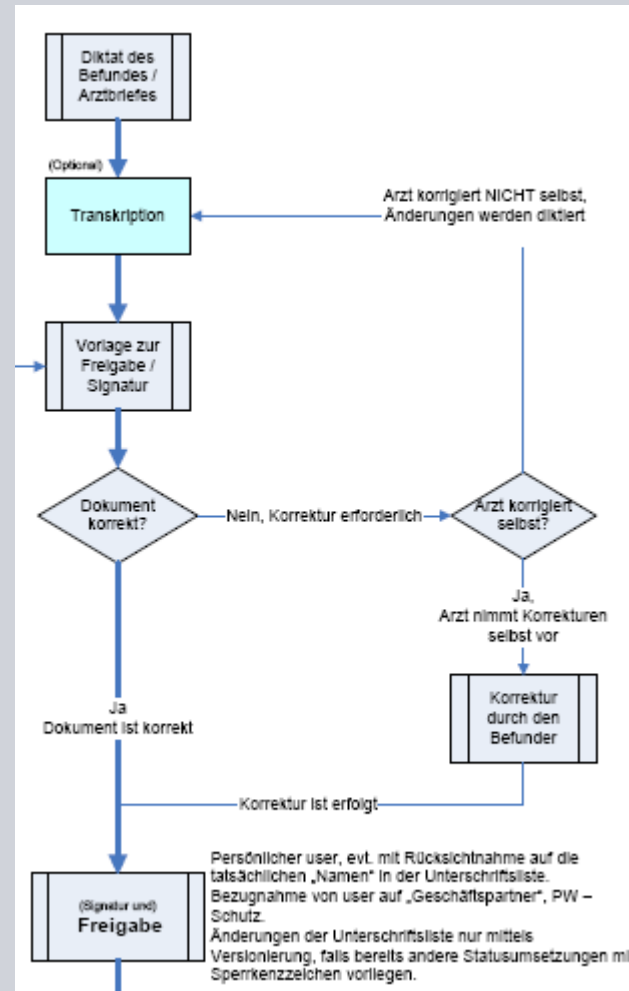 Diktat des
Befundes /
Arztbriefes
(Optional)
Transkription
Arzt korrigiert NICHT selbst,
Änderungen werden diktiert
Vorlage zur
Freigabe /
Signatur
Dokument
korrekt?
Nein, Korrektur erforderlich
Arzt korrigiert
selbst?
Ja,
Arzt nimmt Korrekturen
selbst vor
Ja
Dokument ist korrekt
Korrektur
durch den
Befunder
Korrektur ist erfolgt
(Signatur und)
Freigabe
Persönlicher user, evt. mit Rücksichtnahme auf die
tatsächlichen „Namen“ in der Unterschriftsliste.
Bezugnahme von user auf „Geschäftspartner“, PW –
Schutz.
Änderungen der Unterschriftsliste nur mittels
Versionierung, falls bereits andere Statusumsetzungen mi
Sperrkenzzeichen vorliegen.